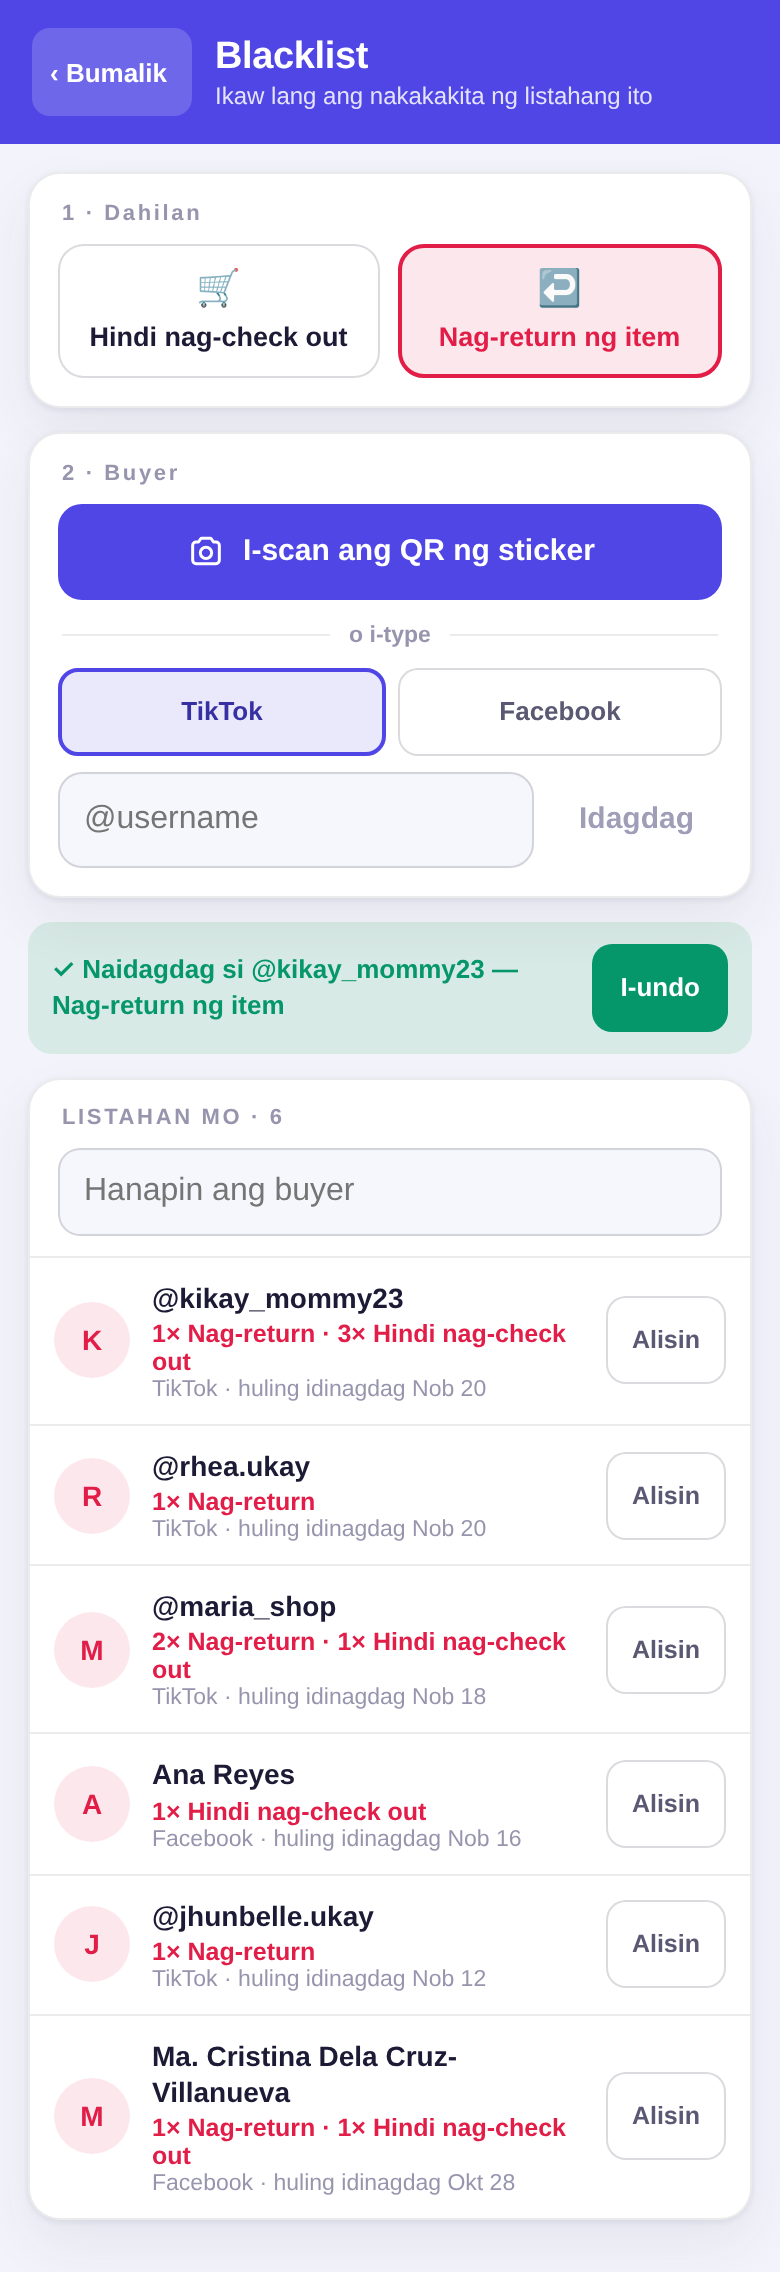 ‹ Bumalik
Blacklist
Ikaw lang ang nakakakita ng listahang ito
1 · Dahilan
Hindi nag-check out
Nag-return ng item
2 · Buyer
I-scan ang QR ng sticker
o i-type
TikTok
Facebook
@username
Idagdag
✓ Naidagdag si @kikay_mommy23 —
Nag-return ng item
I-undo
LISTAHAN MO · 6
Hanapin ang buyer
K
@kikay_mommy23
1× Nag-return · 3× Hindi nag-check
out
TikTok · huling idinagdag Nob 20
Alisin
R
@rhea.ukay
1× Nag-return
TikTok · huling idinagdag Nob 20
Alisin
M
@maria_shop
2× Nag-return · 1× Hindi nag-check
out
TikTok · huling idinagdag Nob 18
Alisin
A
Ana Reyes
1× Hindi nag-check out
Facebook · huling idinagdag Nob 16
Alisin
J
@jhunbelle.ukay
1× Nag-return
TikTok · huling idinagdag Nob 12
Alisin
M
Ma. Cristina Dela Cruz-
Villanueva
1× Nag-return · 1× Hindi nag-check
out
Facebook · huling idinagdag Okt 28
Alisin